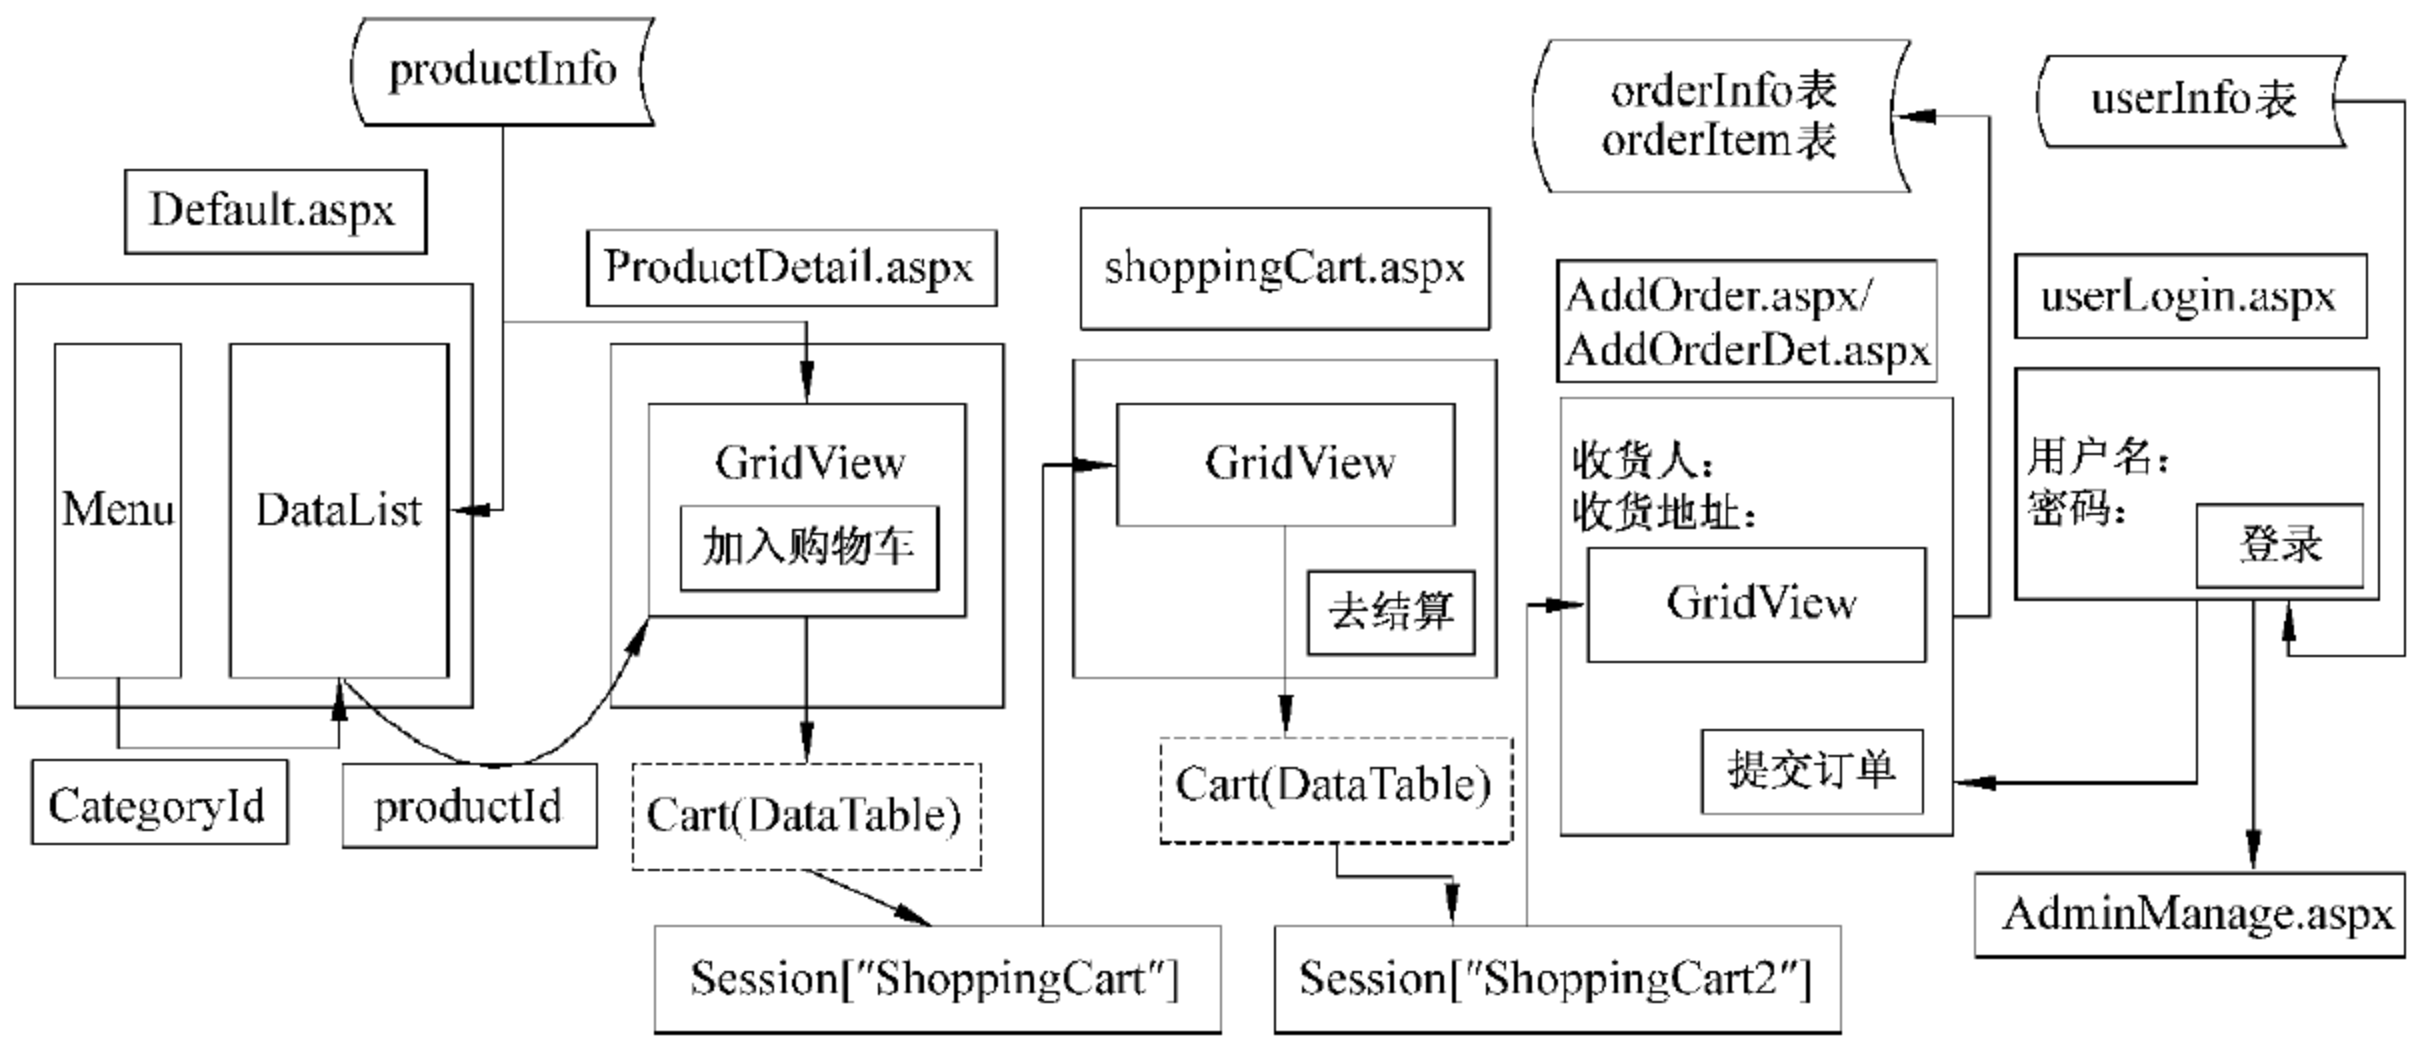 productInfo
orderInfo表
orderItem表
userInfo表
Default.aspx
ProductDetail.aspx
shoppingCart.aspx
AddOrder.aspx/
AddOrderDet.aspx
userLogin.aspx
Menu
DataList
GridView
加入购物车
GridView
去结算
收货人：
收货地址：
GridView
提交订单
用户名：
密码：
登录
CategoryId
productId
Cart(DataTable)
Cart(DataTable)
AdminManage.aspx
Session["ShoppingCart"]
Session["ShoppingCart2"]